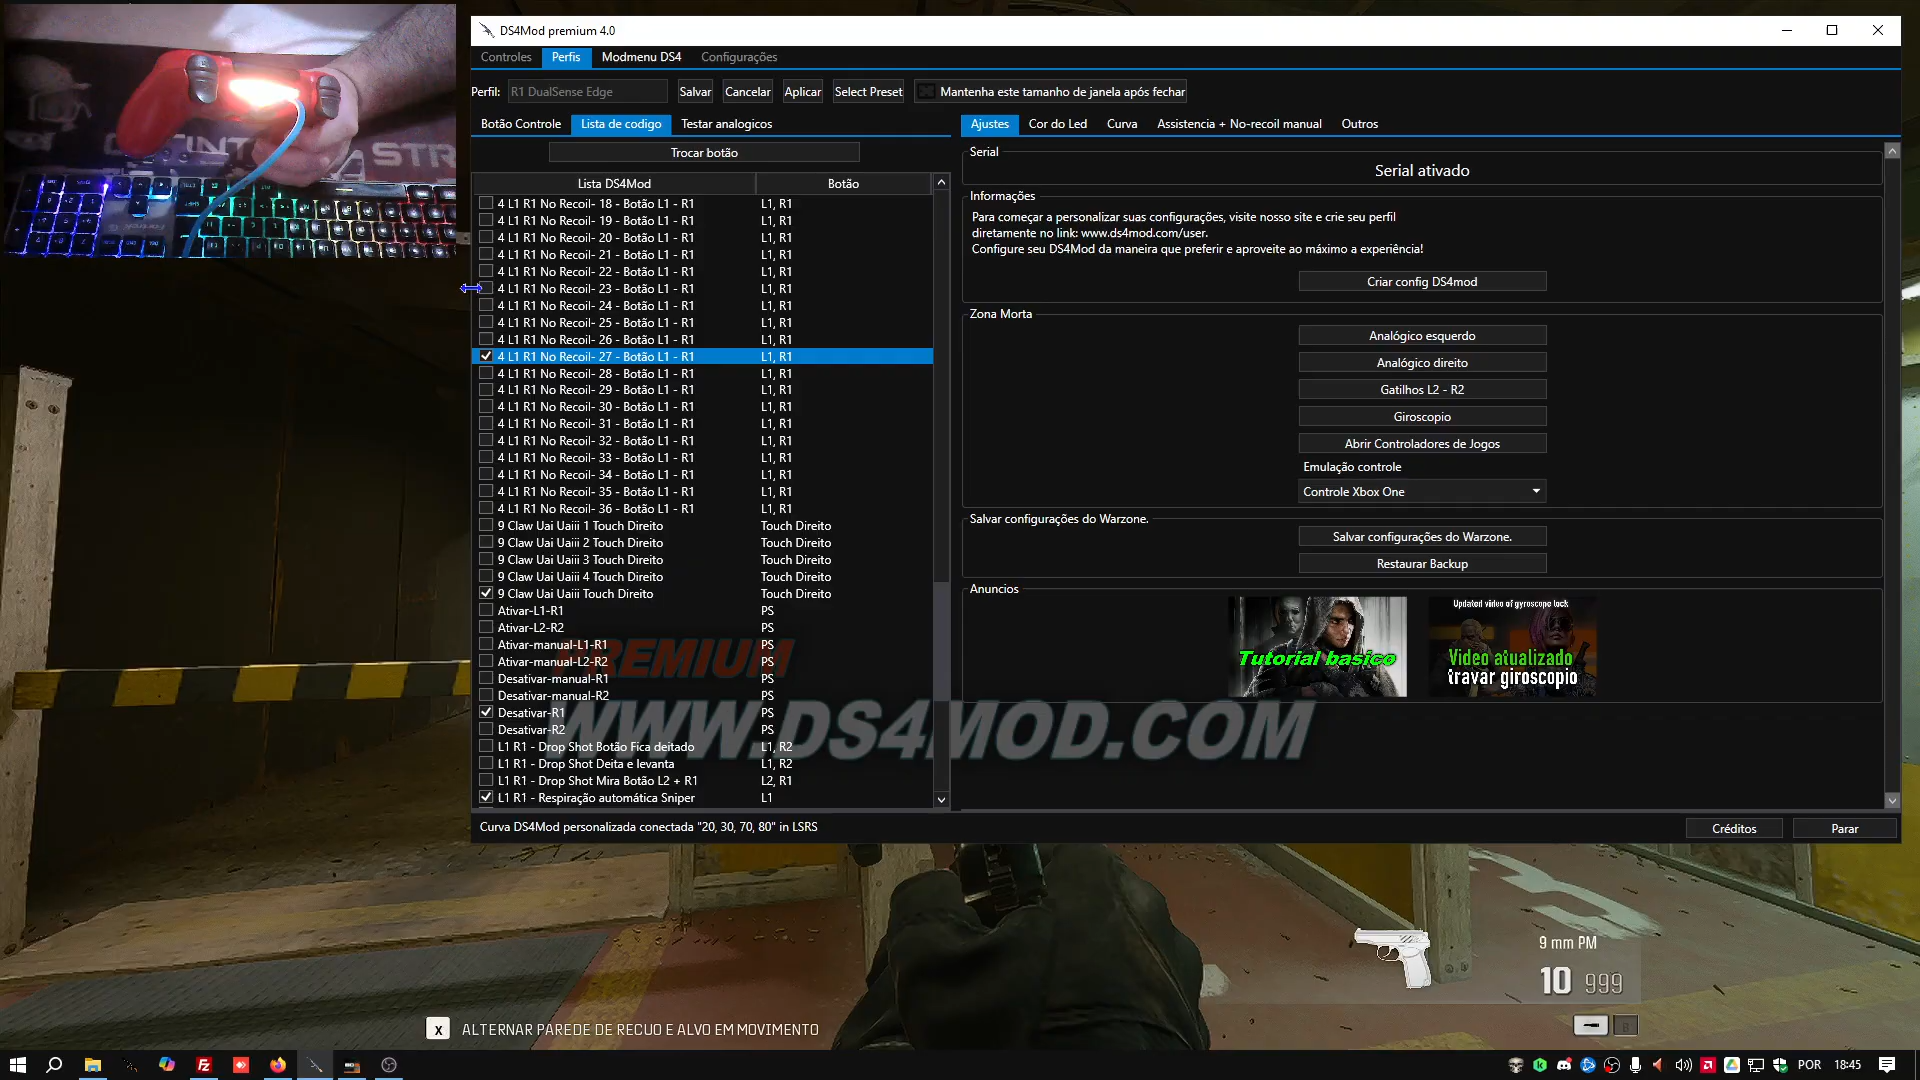 DS4Mod premium 4.0
Controles Perfis Modmenu DS4 Configurações
Perfil: R1 DualSense Edge Salvar Cancelar Aplicar Select Preset Mantenha este tamanho de janela após fechar
Botão Controle Lista de codigo Testar analogicos
Trocar botão
Lista DS4Mod Botão
4 L1 R1 No Recoil- 18 - Botão L1 - R1 L1, R1
4 L1 R1 No Recoil- 19 - Botão L1 - R1 L1, R1
4 L1 R1 No Recoil- 20 - Botão L1 - R1 L1, R1
4 L1 R1 No Recoil- 21 - Botão L1 - R1 L1, R1
4 L1 R1 No Recoil- 22 - Botão L1 - R1 L1, R1
4 L1 R1 No Recoil- 23 - Botão L1 - R1 L1, R1
4 L1 R1 No Recoil- 24 - Botão L1 - R1 L1, R1
4 L1 R1 No Recoil- 25 - Botão L1 - R1 L1, R1
4 L1 R1 No Recoil- 26 - Botão L1 - R1 L1, R1
4 L1 R1 No Recoil- 27 - Botão L1 - R1 L1, R1
4 L1 R1 No Recoil- 28 - Botão L1 - R1 L1, R1
4 L1 R1 No Recoil- 29 - Botão L1 - R1 L1, R1
4 L1 R1 No Recoil- 30 - Botão L1 - R1 L1, R1
4 L1 R1 No Recoil- 31 - Botão L1 - R1 L1, R1
4 L1 R1 No Recoil- 32 - Botão L1 - R1 L1, R1
4 L1 R1 No Recoil- 33 - Botão L1 - R1 L1, R1
4 L1 R1 No Recoil- 34 - Botão L1 - R1 L1, R1
4 L1 R1 No Recoil- 35 - Botão L1 - R1 L1, R1
4 L1 R1 No Recoil- 36 - Botão L1 - R1 L1, R1
9 Claw Uai Uaiii 1 Touch Direito Touch Direito
9 Claw Uai Uaiii 2 Touch Direito Touch Direito
9 Claw Uai Uaiii 3 Touch Direito Touch Direito
9 Claw Uai Uaiii 4 Touch Direito Touch Direito
9 Claw Uai Uaiii Touch Direito Touch Direito
Ativar-L1-R1 PS
Ativar-L2-R2 PS
Ativar-manual-L1-R1 PS
Ativar-manual-L2-R2 PS
Desativar-manual-R1 PS
Desativar-manual-R2 PS
Desativar-R1 PS
Desativar-R2 PS
L1 R1 - Drop Shot Botão Fica deitado L1, R2
L1 R1 - Drop Shot Deita e levanta L1, R2
L1 R1 - Drop Shot Mira Botão L2 + R1 L2, R1
L1 R1 - Respiração automática Sniper L1
Curva DS4Mod personalizada conectada "20, 30, 70, 80" in LSRS
Ajustes Cor do Led Curva Assistencia + No-recoil manual Outros
Serial
Serial ativado
Informações
Para começar a personalizar suas configurações, visite nosso site e crie seu perfil
diretamente no link: www.ds4mod.com/user.
Configure seu DS4Mod da maneira que preferir e aproveite ao máximo a experiência!
Criar config DS4mod
Zona Morta
Analógico esquerdo
Analógico direito
Gatilhos L2 - R2
Giroscopio
Abrir Controladores de Jogos
Emulação controle
Controle Xbox One
Salvar configurações do Warzone.
Salvar configurações do Warzone.
Restaurar Backup
Anuncios
Tutorial basico
Updated video of gyroscope lock
Video atualizado
travar giroscopio
Créditos Parar
PREMIUM
WWW.DS4MOD.COM
9 mm PM
10 999
X ALTERNAR PAREDE DE RECUO E ALVO EM MOVIMENTO
POR 18:45